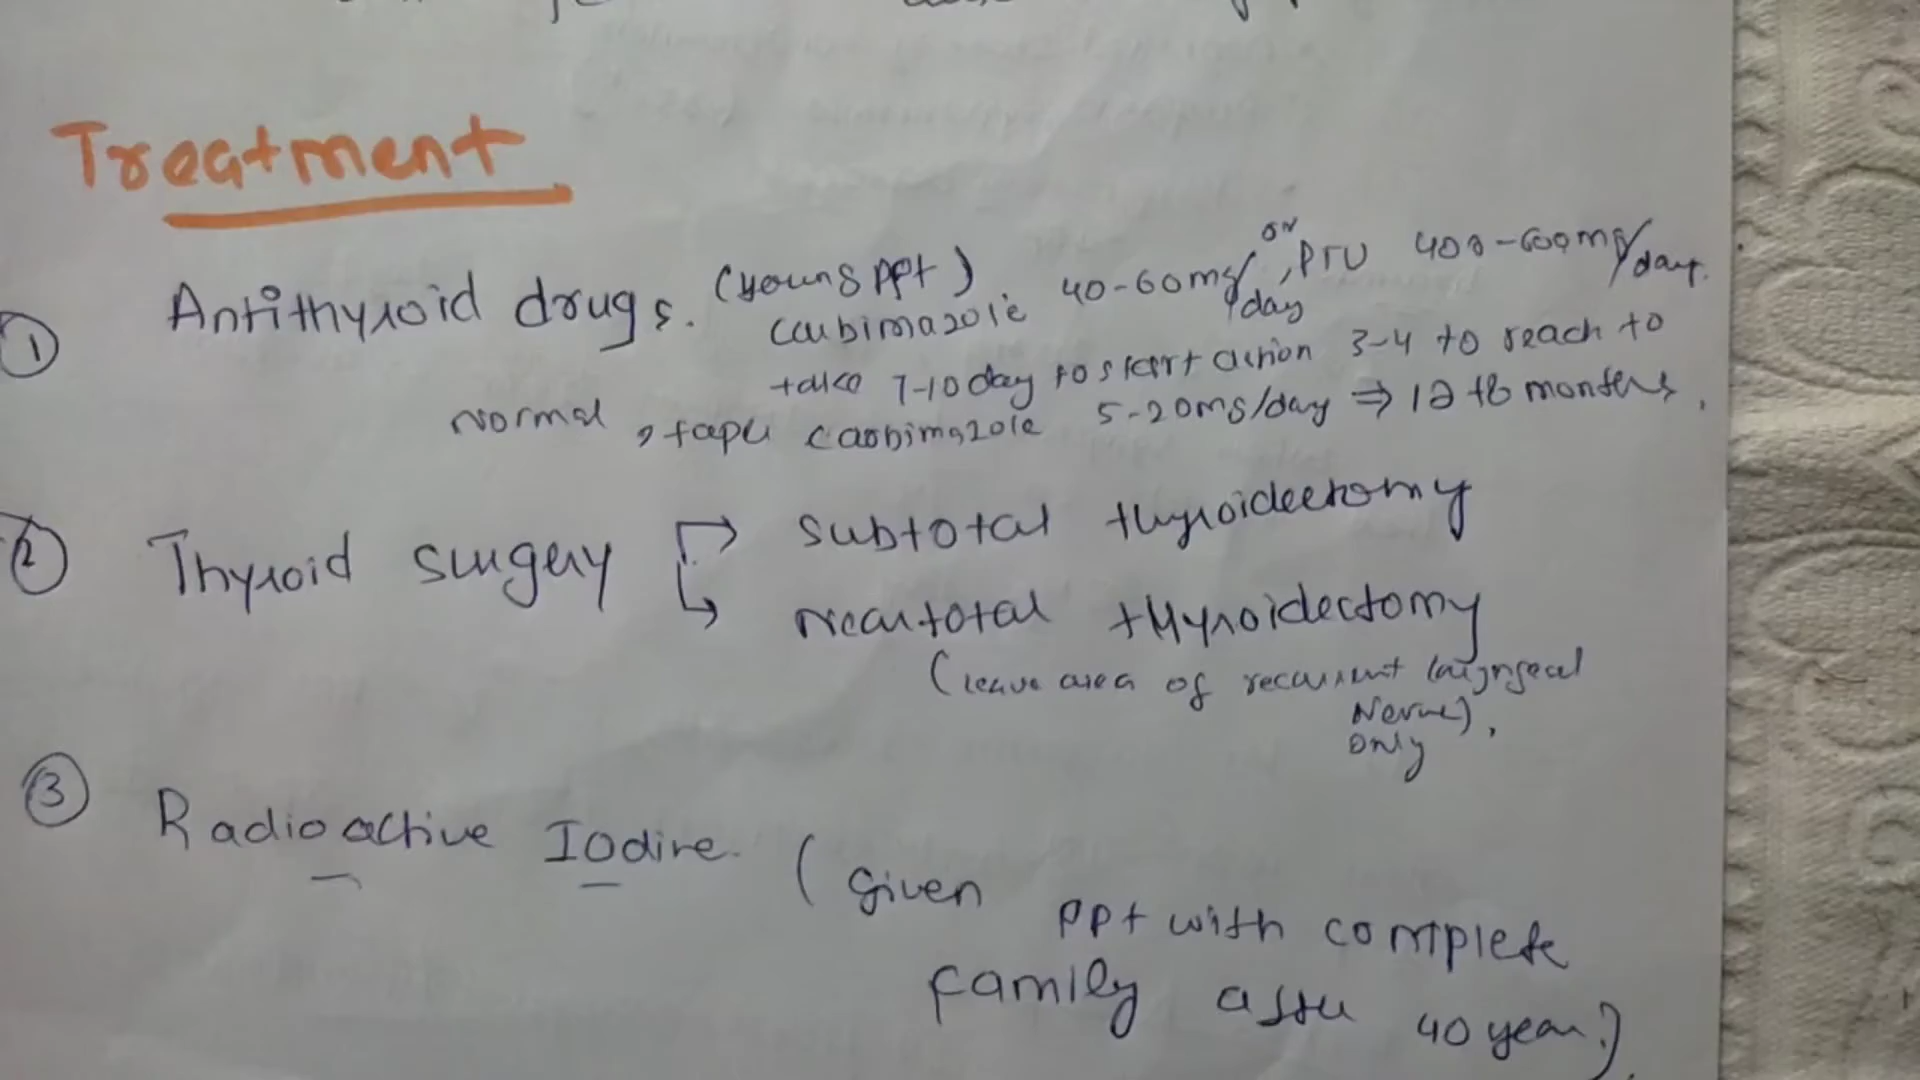 Treatment
① Antithyroid drugs. (young ppt)
carbimazole 40-60mg/day or, PTU 400-600mg/day.
take 7-10 day to start action 3-4 to reach to
normal, taper carbimazole 5-20mg/day ⇒ 12 18 months.
② Thyroid surgery → subtotal thyroidectomy
↳ neartotal thyroidectomy
(leave area of recurrent laryngeal
Nerve),
only
③ Radioactive Iodine. (Given
ppt with complete
family after 40 year.)